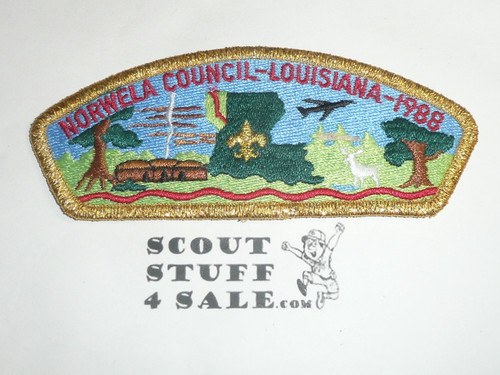 NORWELA COUNCIL-LOUISIANA-1988
SCOUT
STUFF
4 SALE.COM